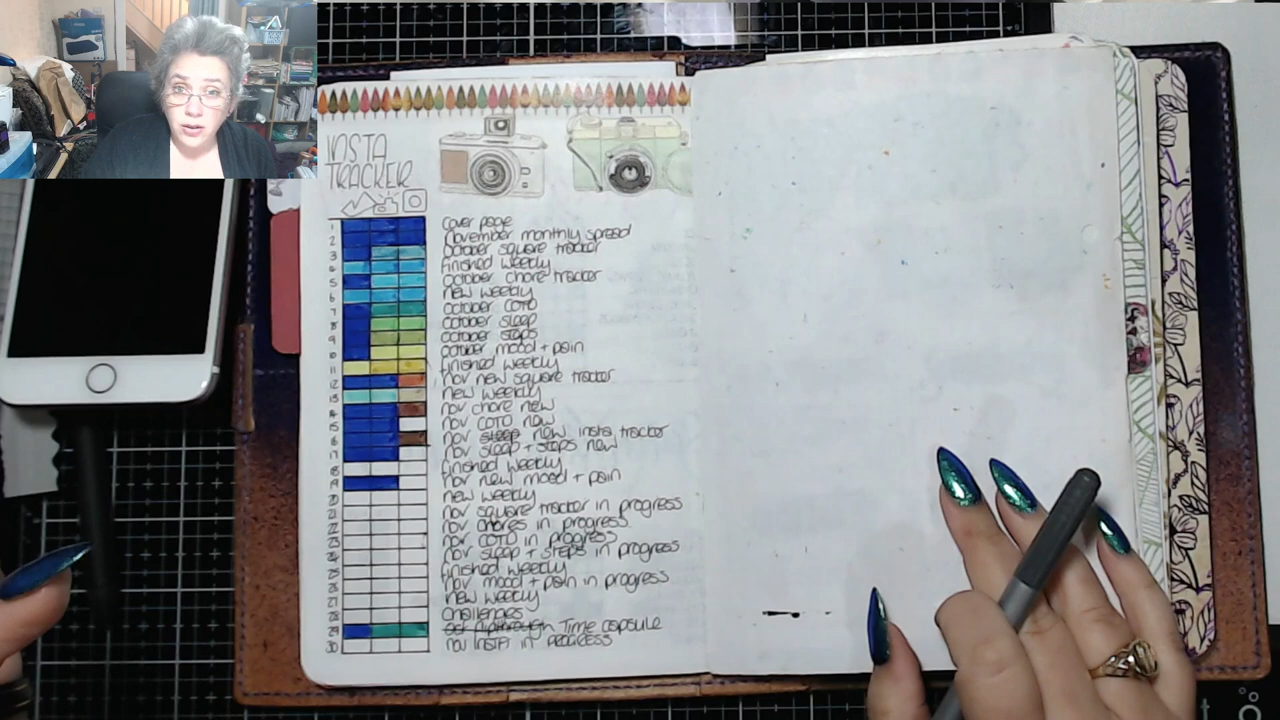 INSTA
TRACKER
1 cover page
2 November monthly spread
3 october square tracker
4 finished weekly
5 october chore tracker
6 new weekly
7 october COTD
8 october sleep
9 october steps
10 october mood + pain
11 finished weekly
12 nov new square tracker
13 new weekly
14 nov chore new
15 nov COTD new
16 nov sleep new insta tracker
17 nov sleep + steps new
18 finished weekly
19 nov new mood + pain
20 new weekly
21 nov square tracker in progress
22 nov chores in progress
23 nov COTD in progress
24 nov sleep + steps in progress
25 finished weekly
26 nov mood + pain in progress
27 new weekly
28 challenges
29 Time capsule
30 nov insta in progress